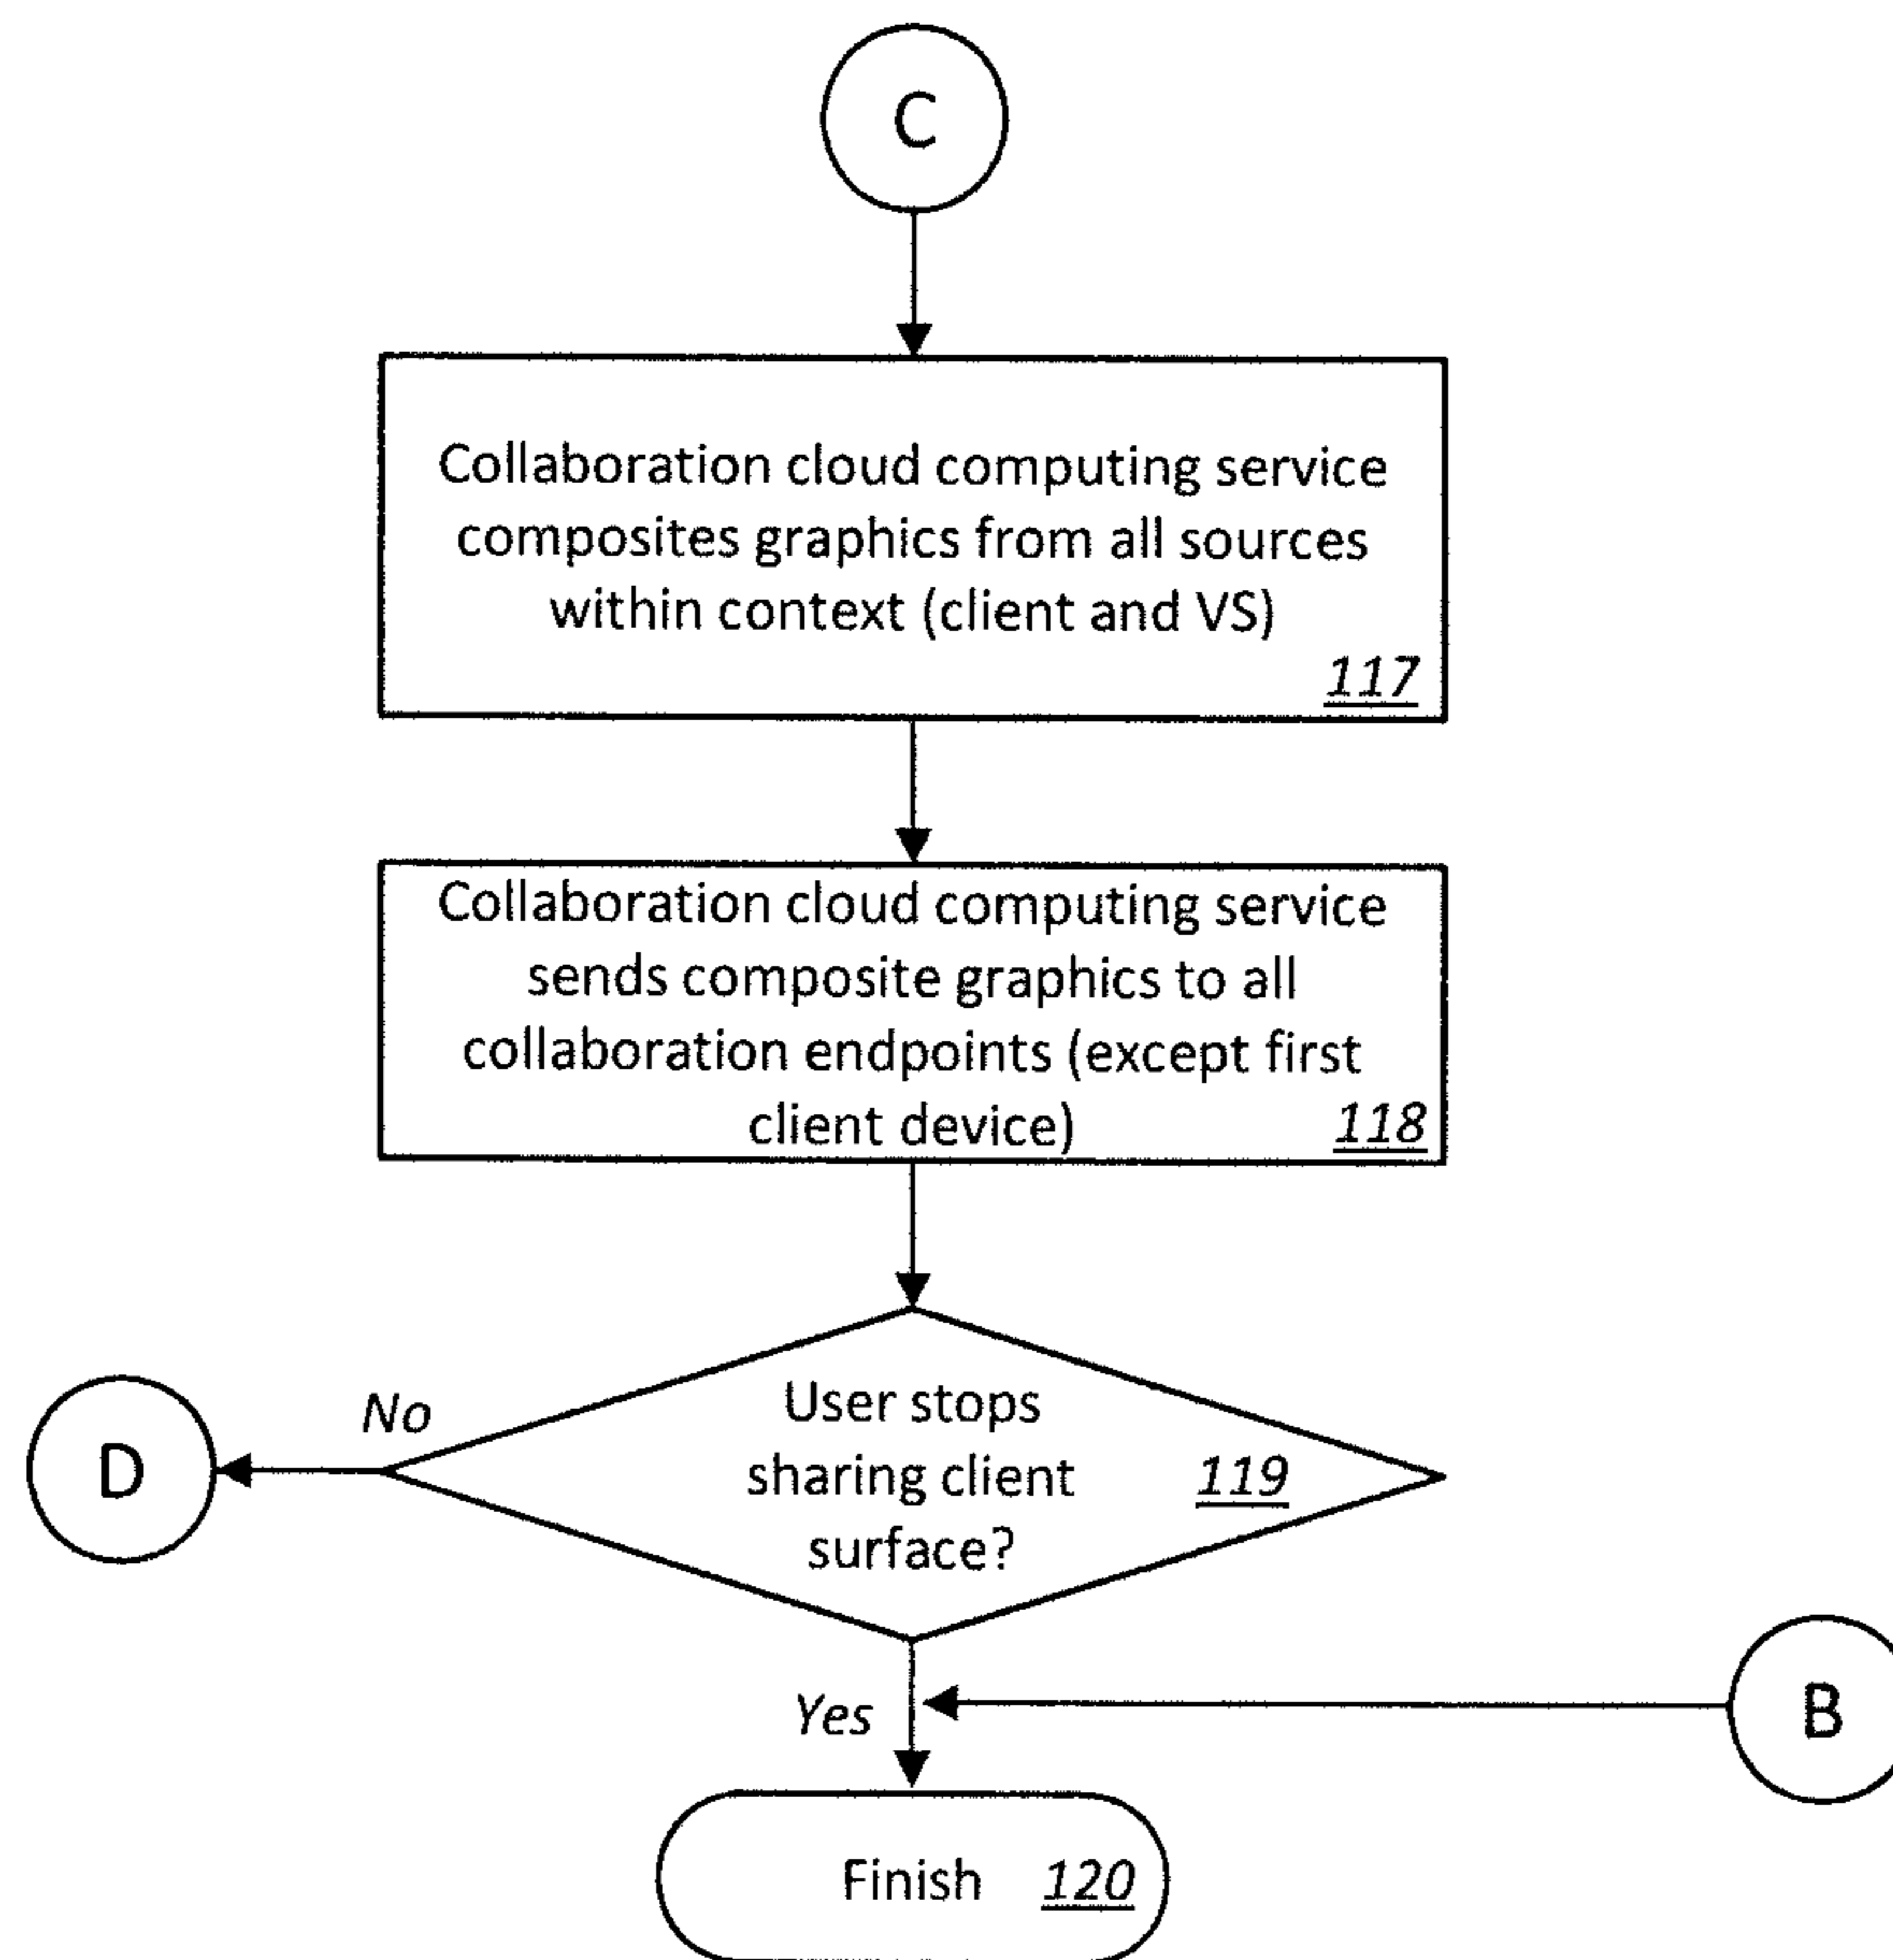 C
Collaboration cloud computing service
composites graphics from all sources
within context (client and VS)
117
Collaboration cloud computing service
sends composite graphics to all
collaboration endpoints (except first
client device)
118
User stops
sharing client
surface?
119
No
D
Yes
B
Finish 120